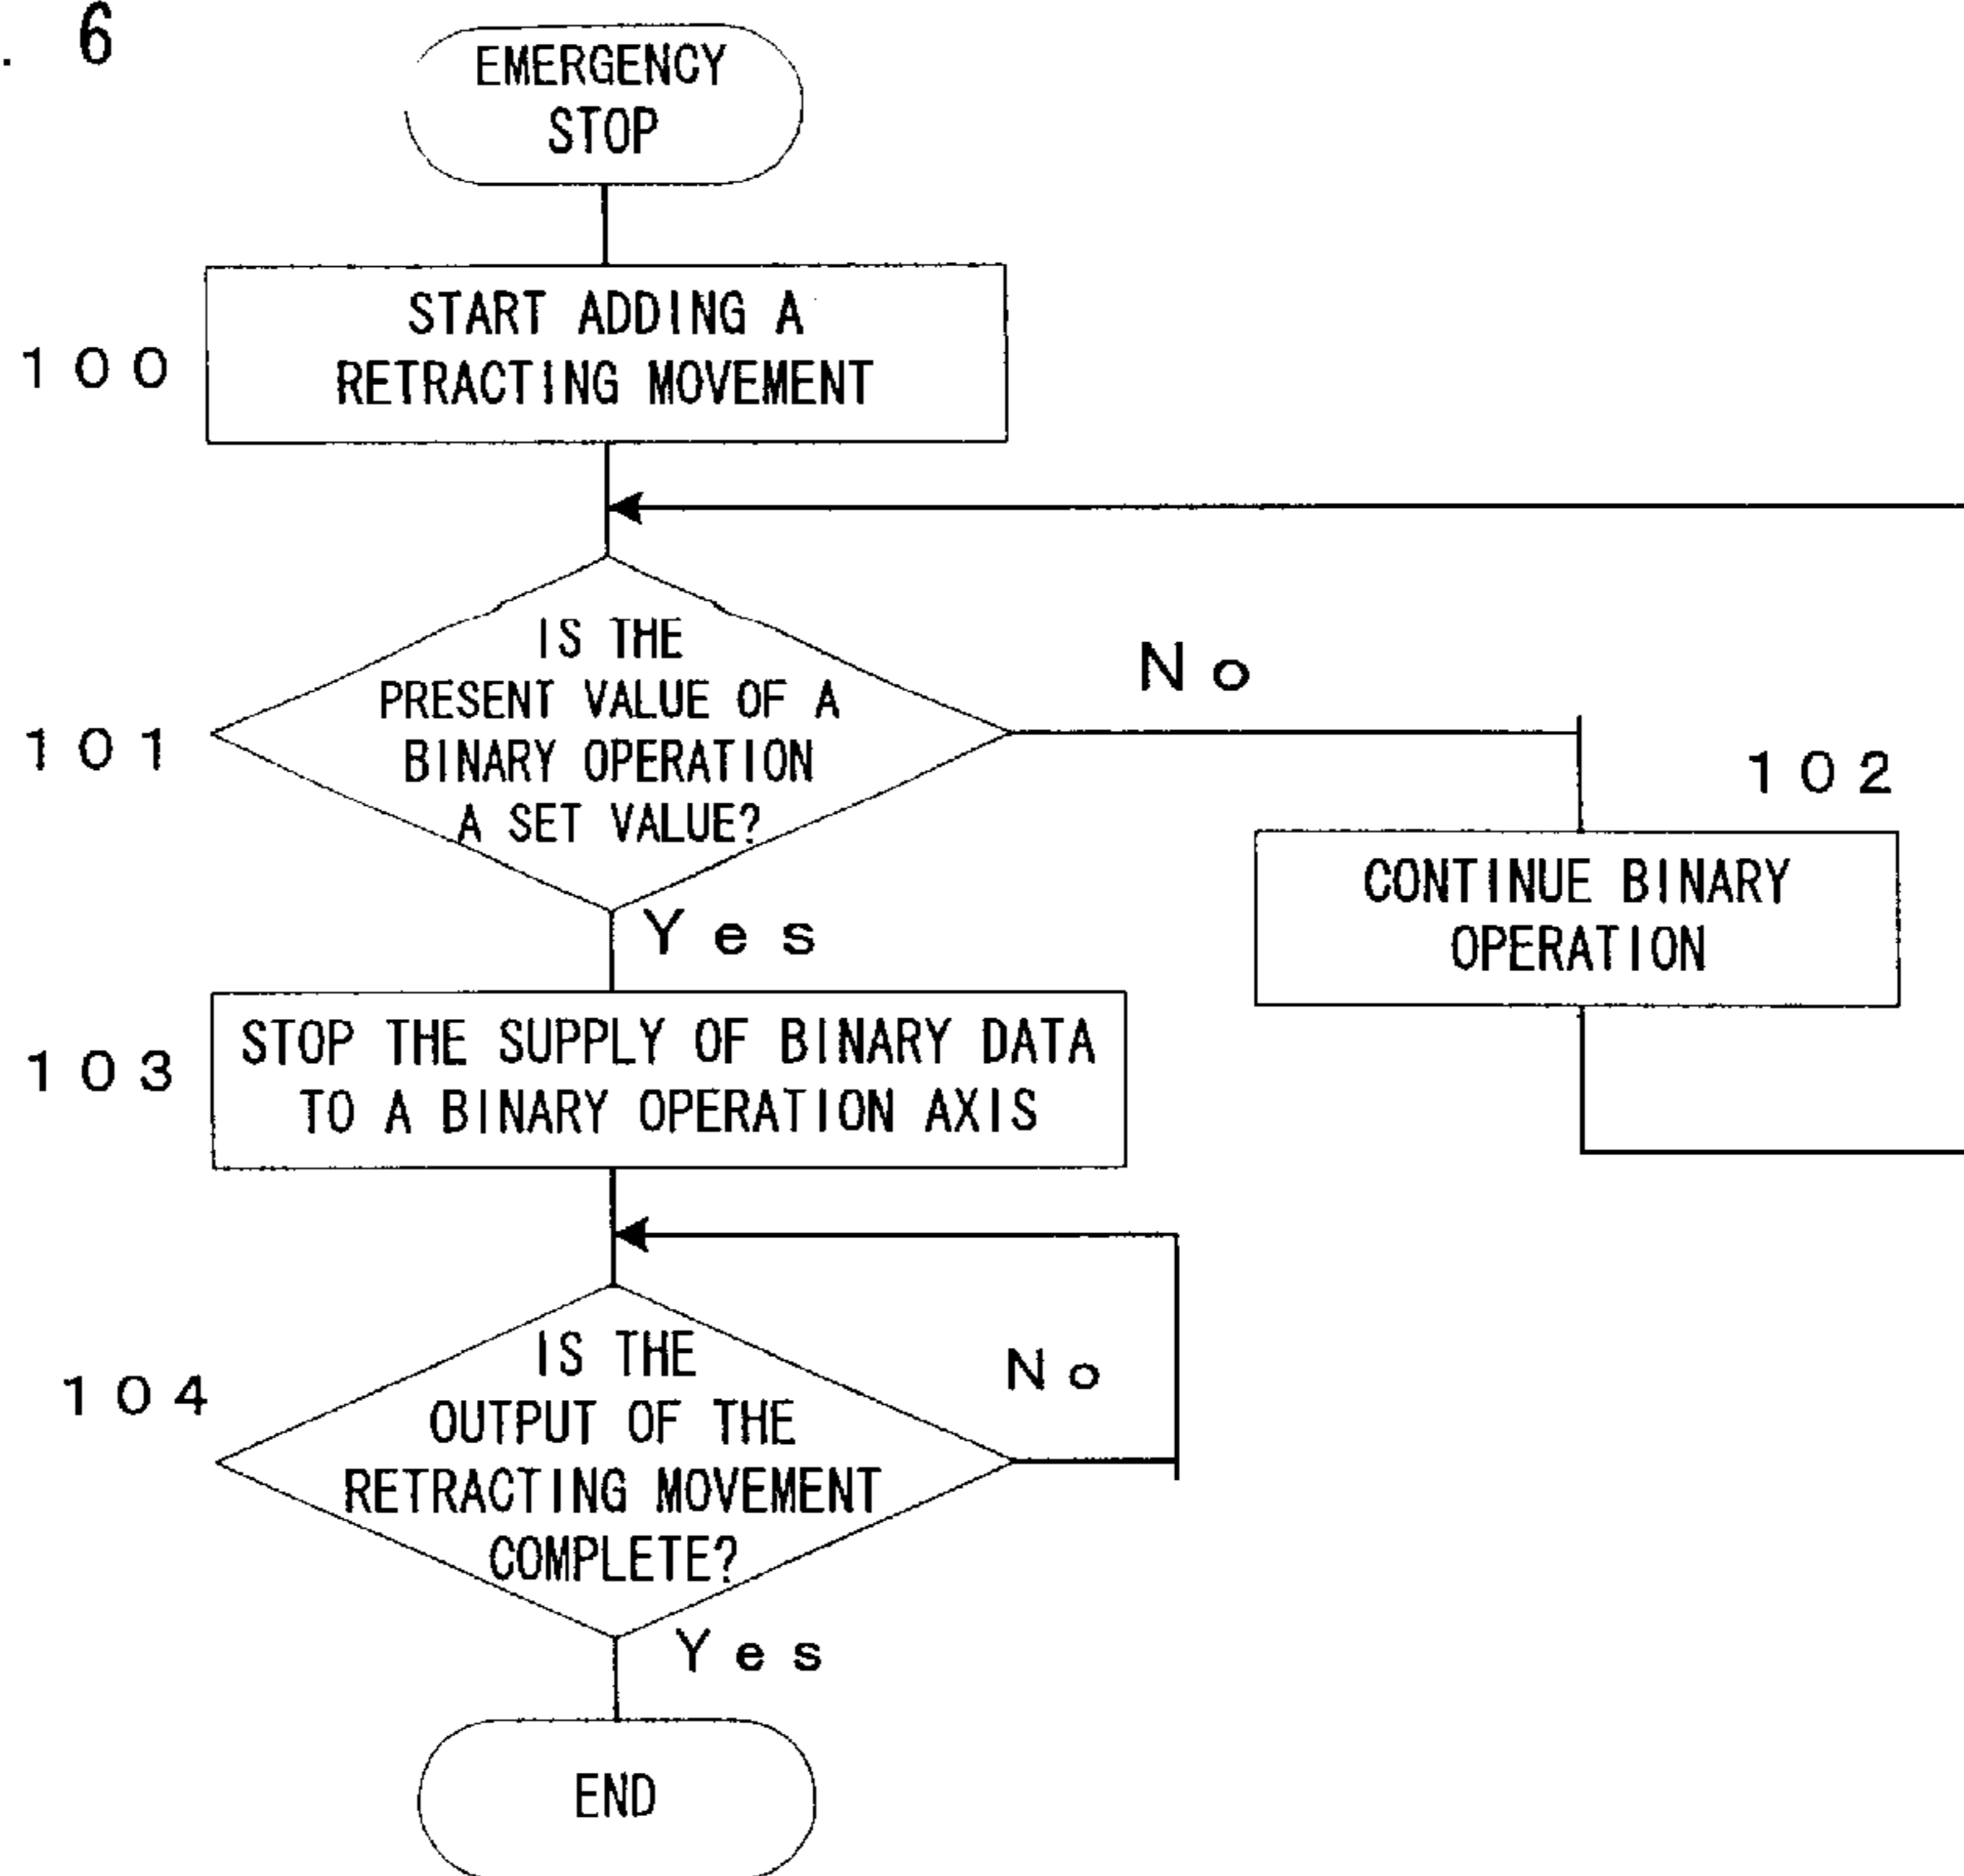 . 6
EMERGENCY
STOP
START ADDING A
RETRACTING MOVEMENT
100
IS THE
PRESENT VALUE OF A
BINARY OPERATION
A SET VALUE?
101
No
102
CONTINUE BINARY
OPERATION
Yes
STOP THE SUPPLY OF BINARY DATA
TO A BINARY OPERATION AXIS
103
IS THE
OUTPUT OF THE
RETRACTING MOVEMENT
COMPLETE?
104
No
Yes
END